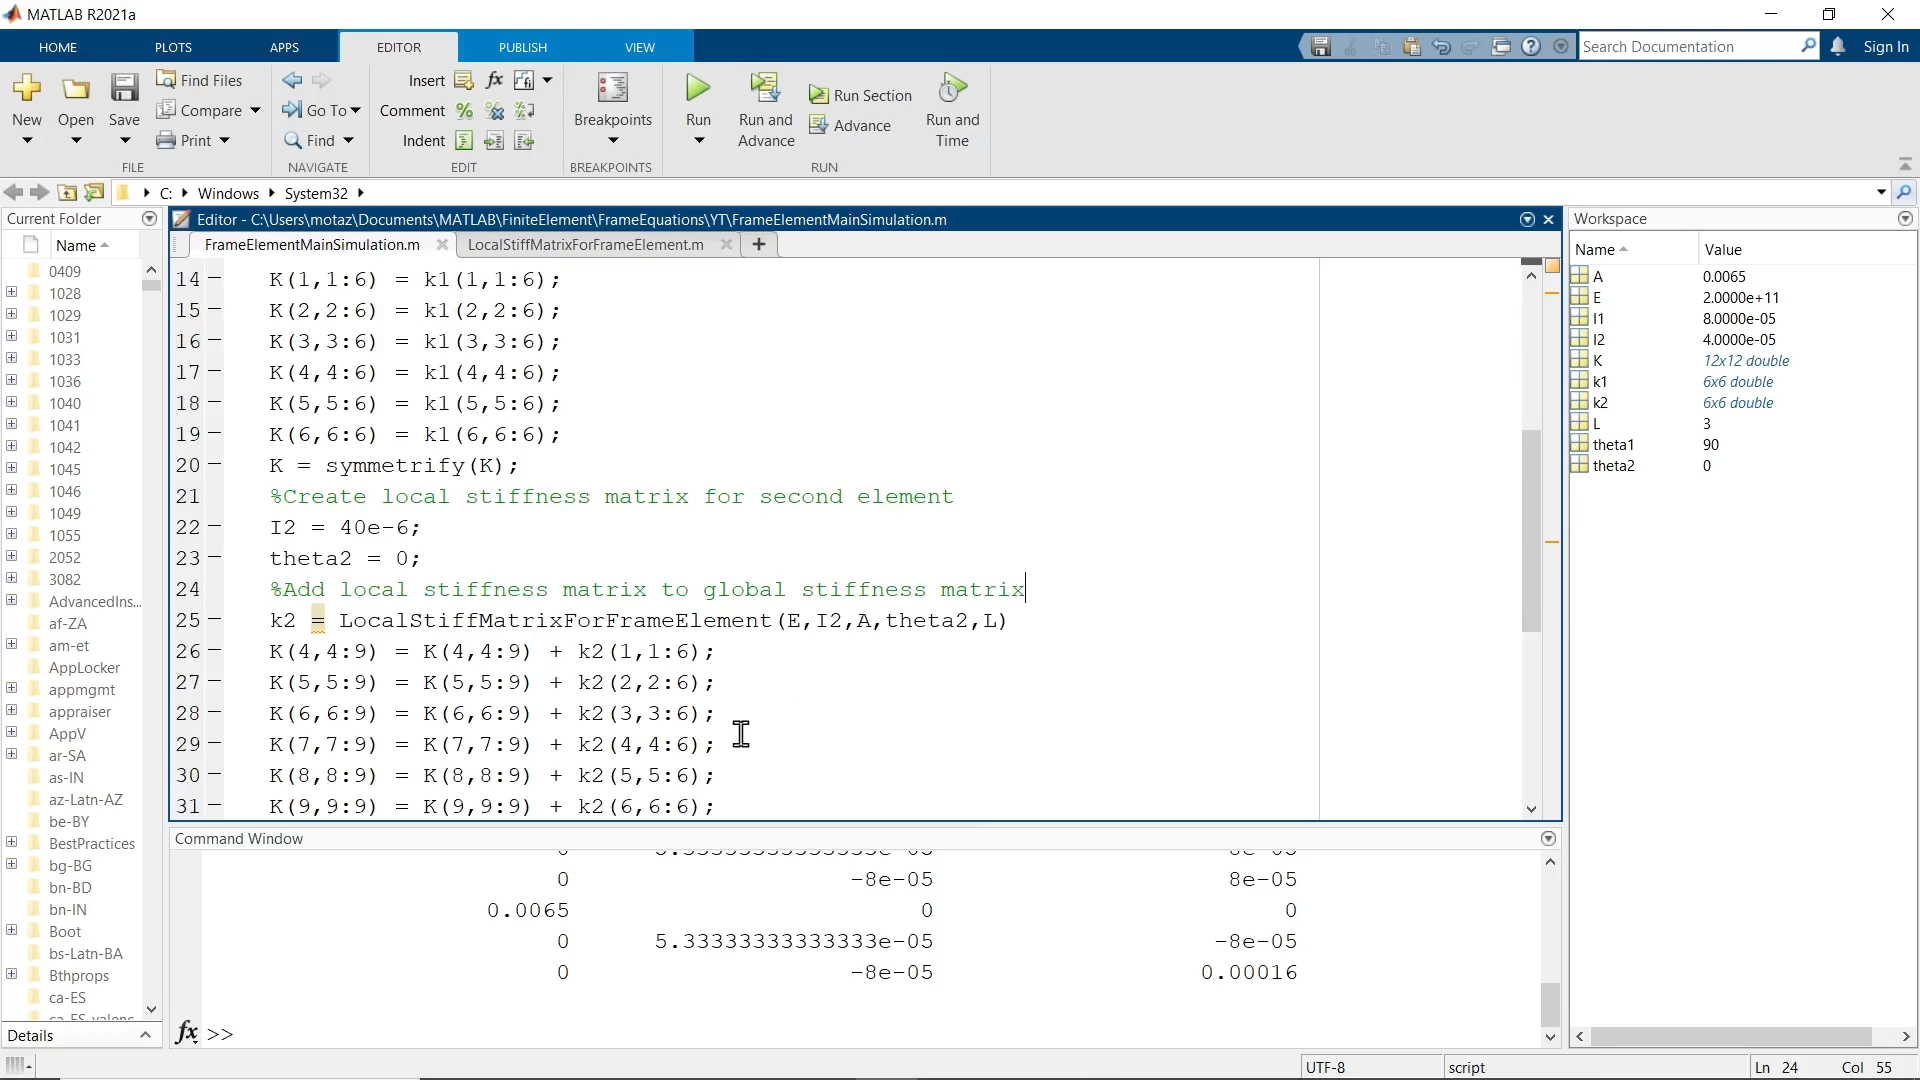 MATLAB R2021a
HOME PLOTS APPS EDITOR PUBLISH VIEW
Search Documentation
Sign In
New
Open
Save
Find Files
Compare
Print
FILE
Go To
Find
NAVIGATE
Insert fx
Comment
Indent
EDIT
Breakpoints
BREAKPOINTS
Run
Run and Advance
Run Section
Advance
Run and Time
RUN
C: Windows System32
Current Folder
Name
0409
1028
1029
1031
1033
1036
1040
1041
1042
1045
1046
1049
1055
2052
3082
AdvancedIns...
af-ZA
am-et
AppLocker
appmgmt
appraiser
AppV
ar-SA
as-IN
az-Latn-AZ
be-BY
BestPractices
bg-BG
bn-BD
bn-IN
Boot
bs-Latn-BA
Bthprops
ca-ES
Details
Editor - C:\Users\motaz\Documents\MATLAB\FiniteElement\FrameEquations\YT\FrameElementMainSimulation.m
FrameElementMainSimulation.m LocalStiffMatrixForFrameElement.m
14 K(1,1:6) = k1(1,1:6);
15 K(2,2:6) = k1(2,2:6);
16 K(3,3:6) = k1(3,3:6);
17 K(4,4:6) = k1(4,4:6);
18 K(5,5:6) = k1(5,5:6);
19 K(6,6:6) = k1(6,6:6);
20 K = symmetrify(K);
21 %Create local stiffness matrix for second element
22 I2 = 40e-6;
23 theta2 = 0;
24 %Add local stiffness matrix to global stiffness matrix
25 k2 = LocalStiffMatrixForFrameElement(E,I2,A,theta2,L)
26 K(4,4:9) = K(4,4:9) + k2(1,1:6);
27 K(5,5:9) = K(5,5:9) + k2(2,2:6);
28 K(6,6:9) = K(6,6:9) + k2(3,3:6);
29 K(7,7:9) = K(7,7:9) + k2(4,4:6);
30 K(8,8:9) = K(8,8:9) + k2(5,5:6);
31 K(9,9:9) = K(9,9:9) + k2(6,6:6);
Command Window
0 -8e-05 8e-05
0.0065 0 0
0 5.33333333333333e-05 -8e-05
0 -8e-05 0.00016
fx >>
Workspace
Name Value
A 0.0065
E 2.0000e+11
I1 8.0000e-05
I2 4.0000e-05
K 12x12 double
k1 6x6 double
k2 6x6 double
L 3
theta1 90
theta2 0
UTF-8 script Ln 24 Col 55